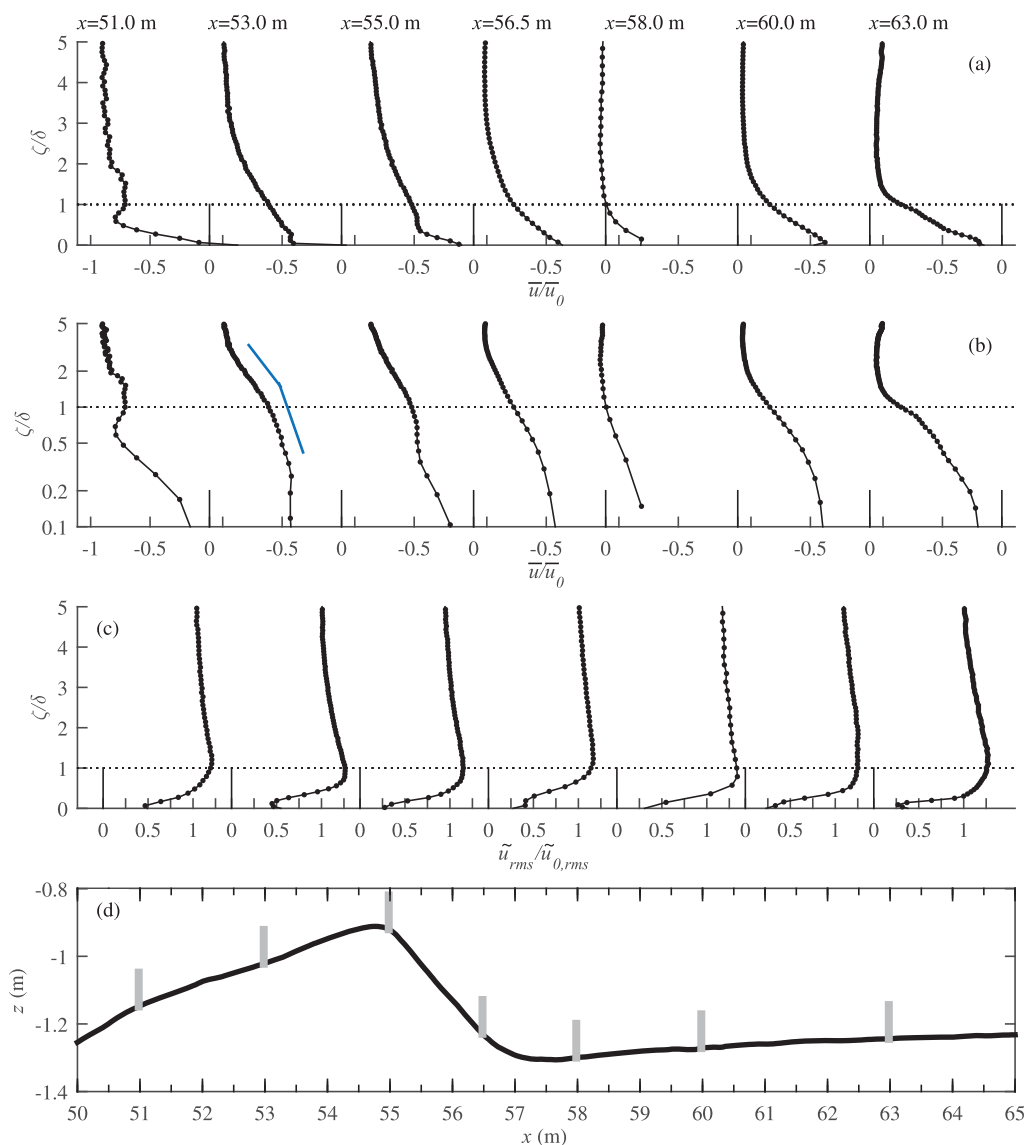 x=51.0 m x=53.0 m x=55.0 m x=56.5 m x=58.0 m x=60.0 m x=63.0 m
5
(a)
4
3
ζ/δ
2
1
0
-1 -0.5 0 -0.5 0 -0.5 0 -0.5 0 -0.5 0 -0.5 0 -0.5 0
u̅/u̅0
5
(b)
2
ζ/δ
1
0.5
0.2
0.1
-1 -0.5 0 -0.5 0 -0.5 0 -0.5 0 -0.5 0 -0.5 0 -0.5 0
u̅/u̅0
5
(c)
4
3
ζ/δ
2
1
0
0 0.5 1 0 0.5 1 0 0.5 1 0 0.5 1 0 0.5 1 0 0.5 1 0 0.5 1
ũrms/ũ0,rms
-0.8
(d)
-1
z (m)
-1.2
-1.4
50 51 52 53 54 55 56 57 58 59 60 61 62 63 64 65
x (m)